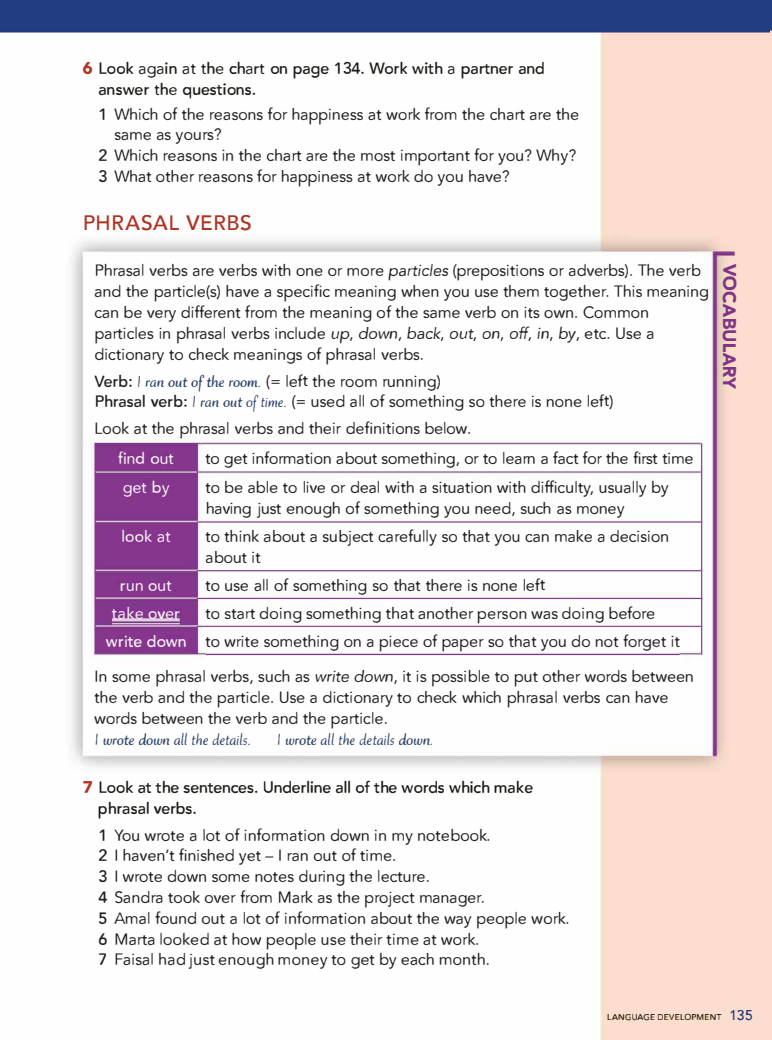 6 Look again at the chart on page 134. Work with a partner and
answer the questions.
1 Which of the reasons for happiness at work from the chart are the
same as yours?
2 Which reasons in the chart are the most important for you? Why?
3 What other reasons for happiness at work do you have?
PHRASAL VERBS
VOCABULARY
Phrasal verbs are verbs with one or more particles (prepositions or adverbs). The verb
and the particle(s) have a specific meaning when you use them together. This meaning
can be very different from the meaning of the same verb on its own. Common
particles in phrasal verbs include up, down, back, out, on, off, in, by, etc. Use a
dictionary to check meanings of phrasal verbs.
Verb: I ran out of the room. (= left the room running)
Phrasal verb: I ran out of time. (= used all of something so there is none left)
Look at the phrasal verbs and their definitions below.
find out to get information about something, or to learn a fact for the first time
get by to be able to live or deal with a situation with difficulty, usually by
having just enough of something you need, such as money
look at to think about a subject carefully so that you can make a decision
about it
run out to use all of something so that there is none left
take over to start doing something that another person was doing before
write down to write something on a piece of paper so that you do not forget it
In some phrasal verbs, such as write down, it is possible to put other words between
the verb and the particle. Use a dictionary to check which phrasal verbs can have
words between the verb and the particle.
I wrote down all the details. I wrote all the details down.
7 Look at the sentences. Underline all of the words which make
phrasal verbs.
1 You wrote a lot of information down in my notebook.
2 I haven't finished yet – I ran out of time.
3 I wrote down some notes during the lecture.
4 Sandra took over from Mark as the project manager.
5 Amal found out a lot of information about the way people work.
6 Marta looked at how people use their time at work.
7 Faisal had just enough money to get by each month.
LANGUAGE DEVELOPMENT 135